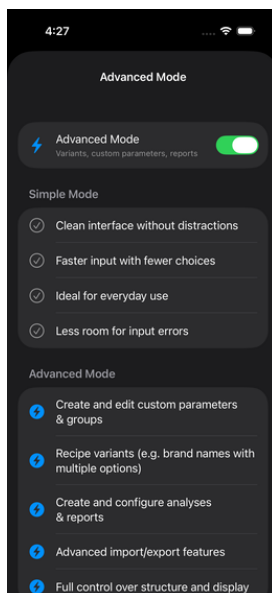 4:27
Advanced Mode
Advanced Mode
Variants, custom parameters, reports
Simple Mode
Clean interface without distractions
Faster input with fewer choices
Ideal for everyday use
Less room for input errors
Advanced Mode
Create and edit custom parameters
& groups
Recipe variants (e.g. brand names with
multiple options)
Create and configure analyses
& reports
Advanced import/export features
Full control over structure and display